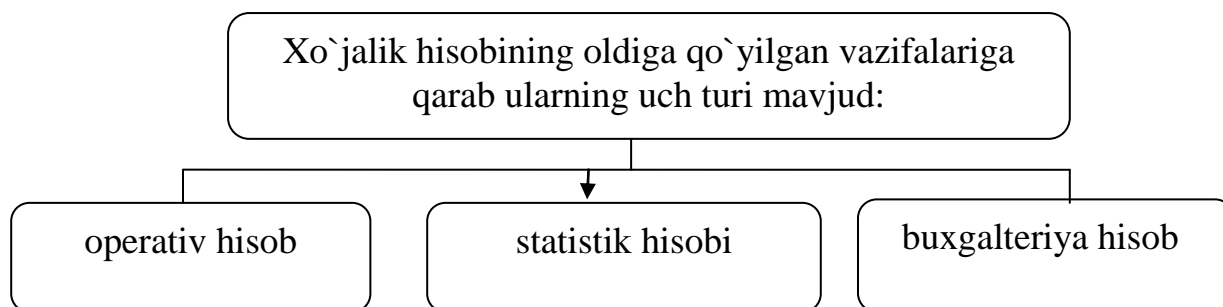 Xo`jalik hisobining oldiga qo`yilgan vazifalariga
qarab ularning uch turi mavjud:
operativ hisob
statistik hisobi
buxgalteriya hisob